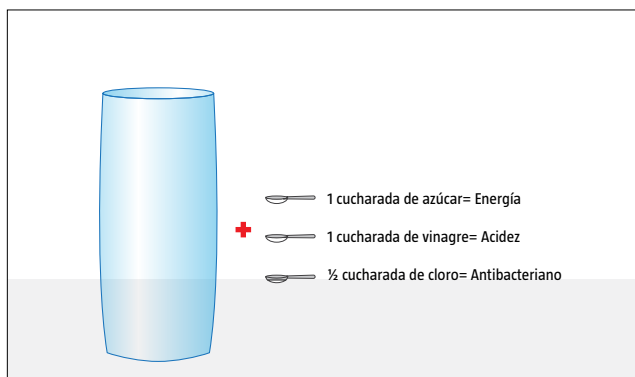 1 cucharada de azúcar= Energía
1 cucharada de vinagre= Acidez
½ cucharada de cloro= Antibacteriano